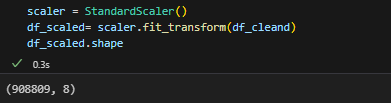 scaler = StandardScaler()
df_scaled= scaler.fit_transform(df_cleand)
df_scaled.shape
0.3s
(908809, 8)